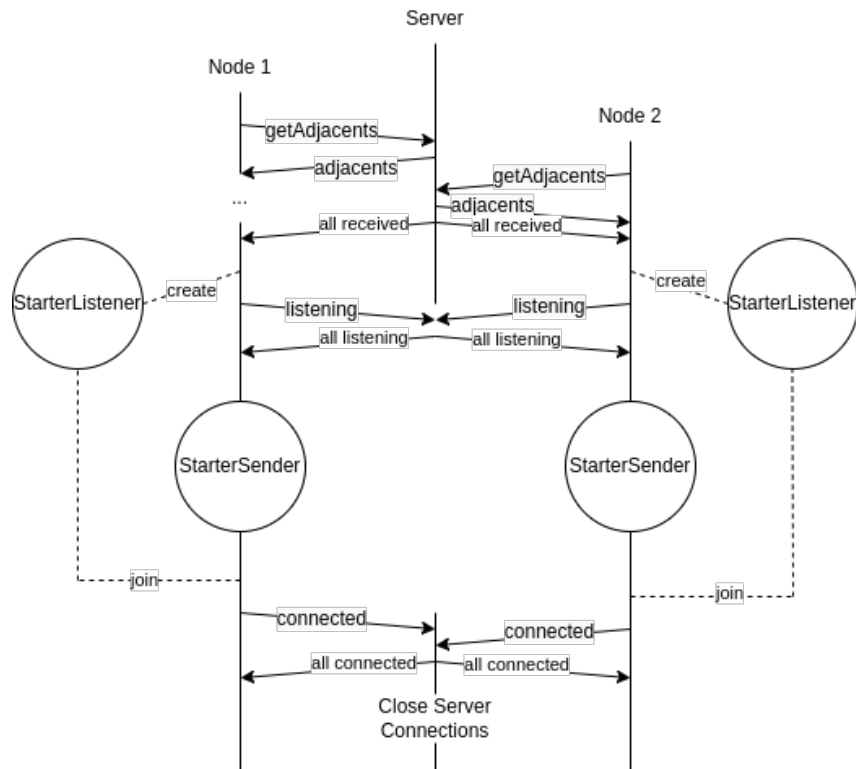 Server
Node 1
Node 2
getAdjacents
adjacents
getAdjacents
...
adjacents
all received
all received
create
create
StarterListener
StarterListener
listening
listening
all listening
all listening
StarterSender
StarterSender
join
join
connected
connected
all connected
all connected
Close Server
Connections